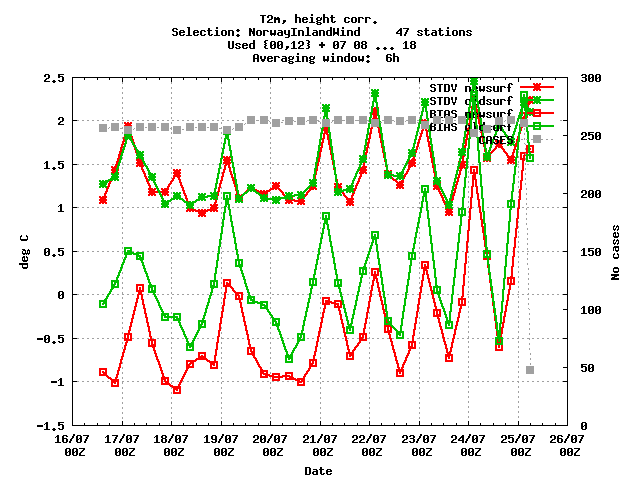 T2m, height corr.
Selection: NorwayInlandWind 47 stations
Used {00,12} + 07 08 ... 18
Averaging window: 6h
STDV newsurf
STDV oldsurf
BIAS newsurf
BIAS oldsurf
CASES
2.5
2
1.5
1
0.5
0
-0.5
-1
-1.5
deg C
300
250
200
150
100
50
0
No cases
16/07 17/07 18/07 19/07 20/07 21/07 22/07 23/07 24/07 25/07 26/07
00Z 00Z 00Z 00Z 00Z 00Z 00Z 00Z 00Z 00Z 00Z
Date